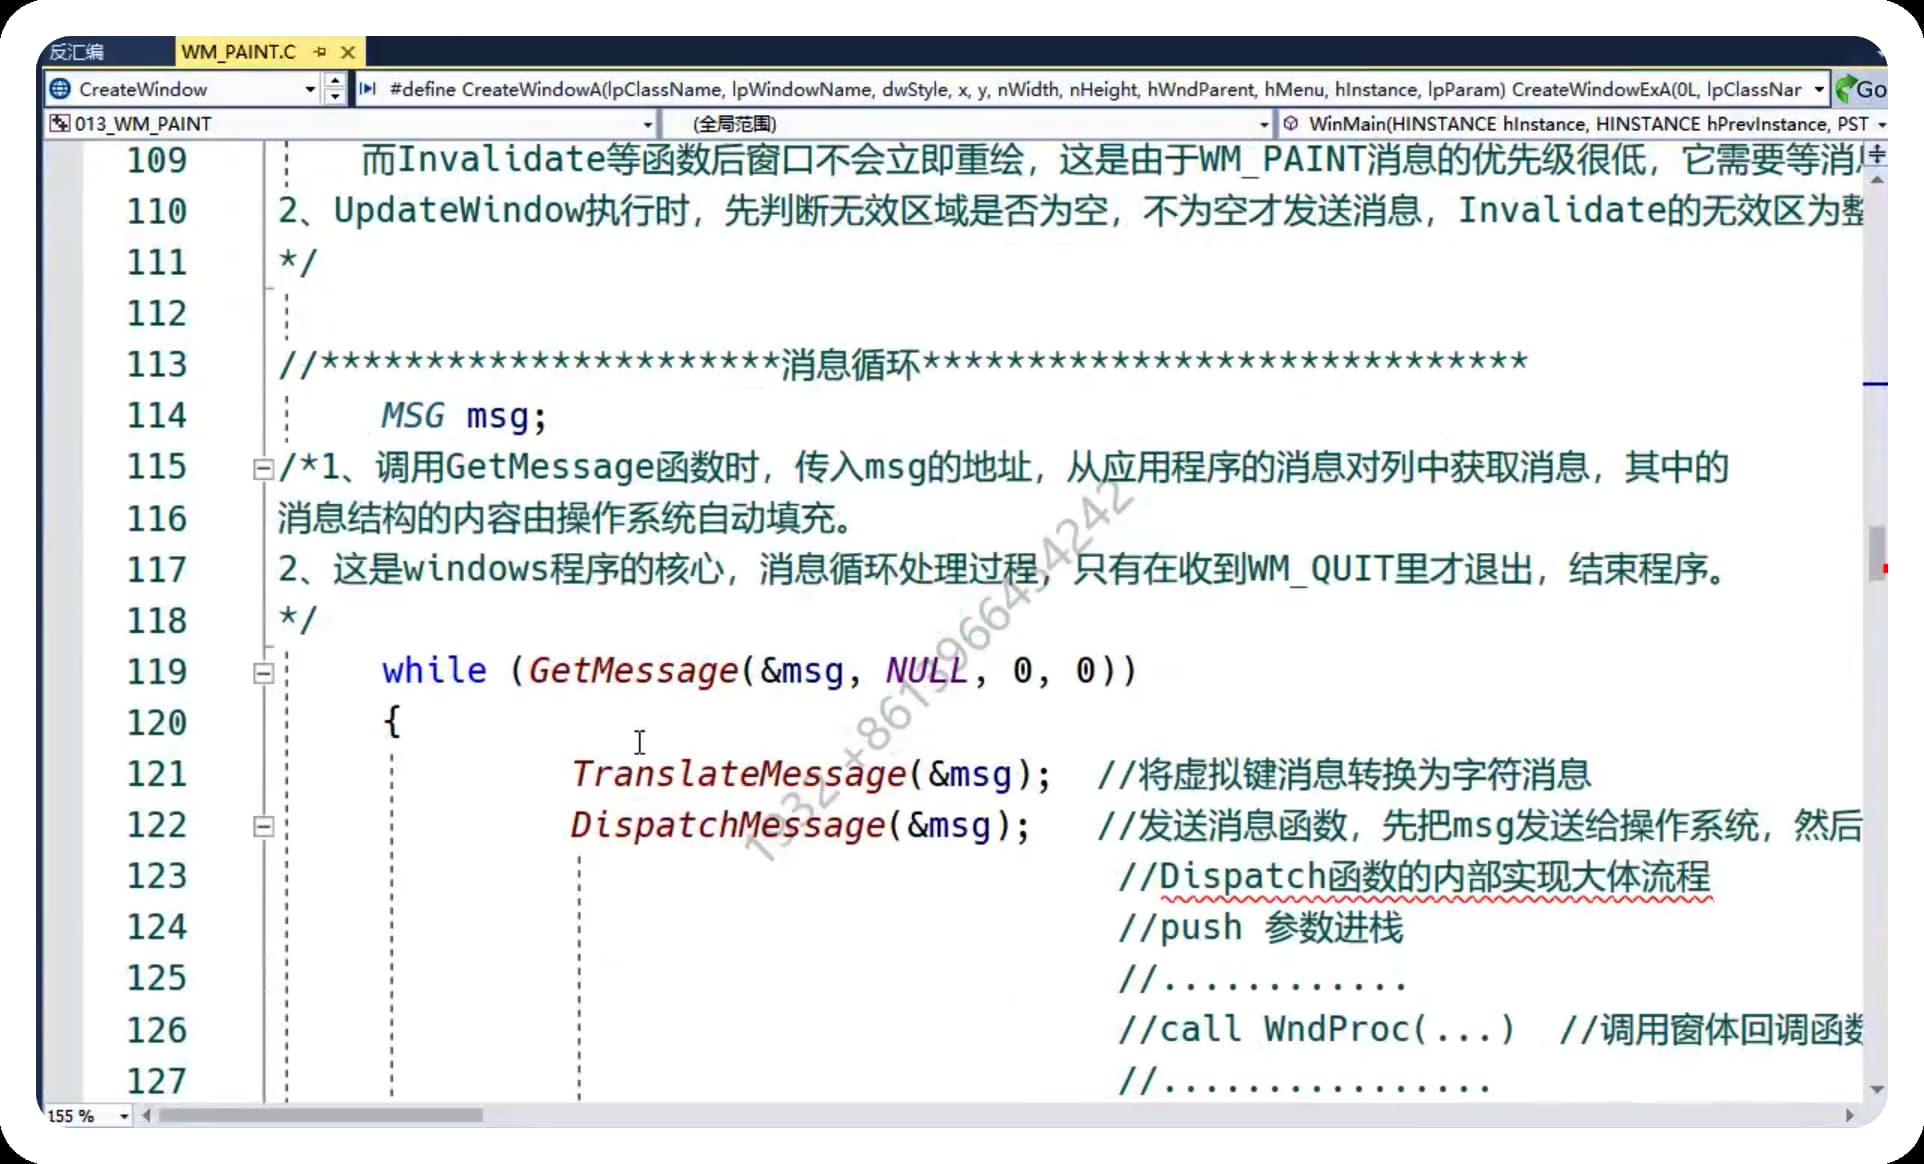 反汇编 WM_PAINT.C
CreateWindow #define CreateWindowA(lpClassName, lpWindowName, dwStyle, x, y, nWidth, nHeight, hWndParent, hMenu, hInstance, lpParam) CreateWindowExA(0L, lpClassNar Go
013_WM_PAINT (全局范围) WinMain(HINSTANCE hInstance, HINSTANCE hPrevInstance, PST
109 而Invalidate等函数后窗口不会立即重绘，这是由于WM_PAINT消息的优先级很低，它需要等消
110 2、UpdateWindow执行时，先判断无效区域是否为空，不为空才发送消息，Invalidate的无效区为整
111 */
112
113 //**********************消息循环*****************************
114 MSG msg;
115 /*1、调用GetMessage函数时，传入msg的地址，从应用程序的消息对列中获取消息，其中的
116 消息结构的内容由操作系统自动填充。
117 2、这是windows程序的核心，消息循环处理过程，只有在收到WM_QUIT里才退出，结束程序。
118 */
119 while (GetMessage(&msg, NULL, 0, 0))
120 {
121 TranslateMessage(&msg); //将虚拟键消息转换为字符消息
122 DispatchMessage(&msg); //发送消息函数，先把msg发送给操作系统，然后
123 //Dispatch函数的内部实现大体流程
124 //push 参数进栈
125 //............
126 //call WndProc(...) //调用窗体回调函数
127 //................
155 %